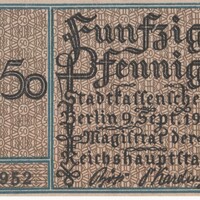 50
Funfzig
Pfennig
Stadtkassensche
Berlin 9. Sept. 19
Magistrat der
Reichshauptsta
952